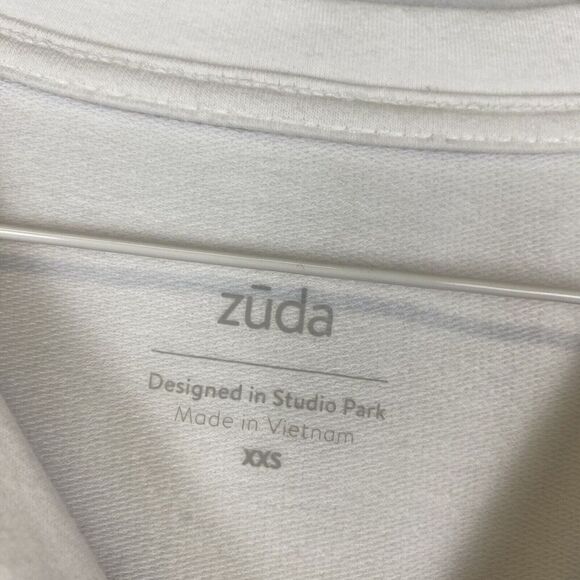 zūda
Designed in Studio Park
Made in Vietnam
XXS